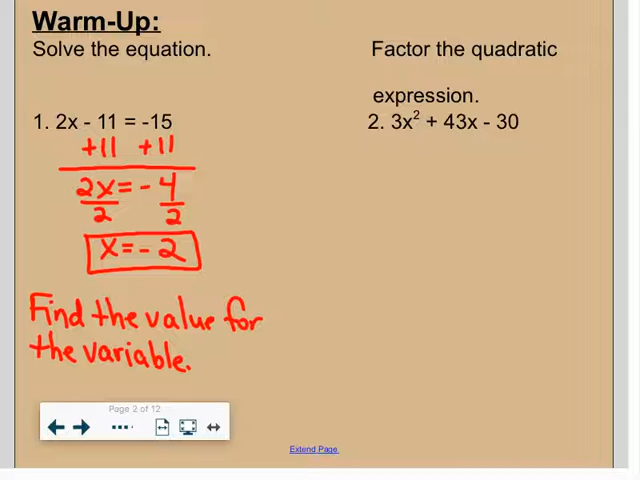 Warm-Up:
Solve the equation.
Factor the quadratic
expression.
1. 2x - 11 = -15
+11 +11
2x = - 4
2 2
x = - 2
Find the value for
the variable.
2. 3x² + 43x - 30
Page 2 of 12
Extend Page